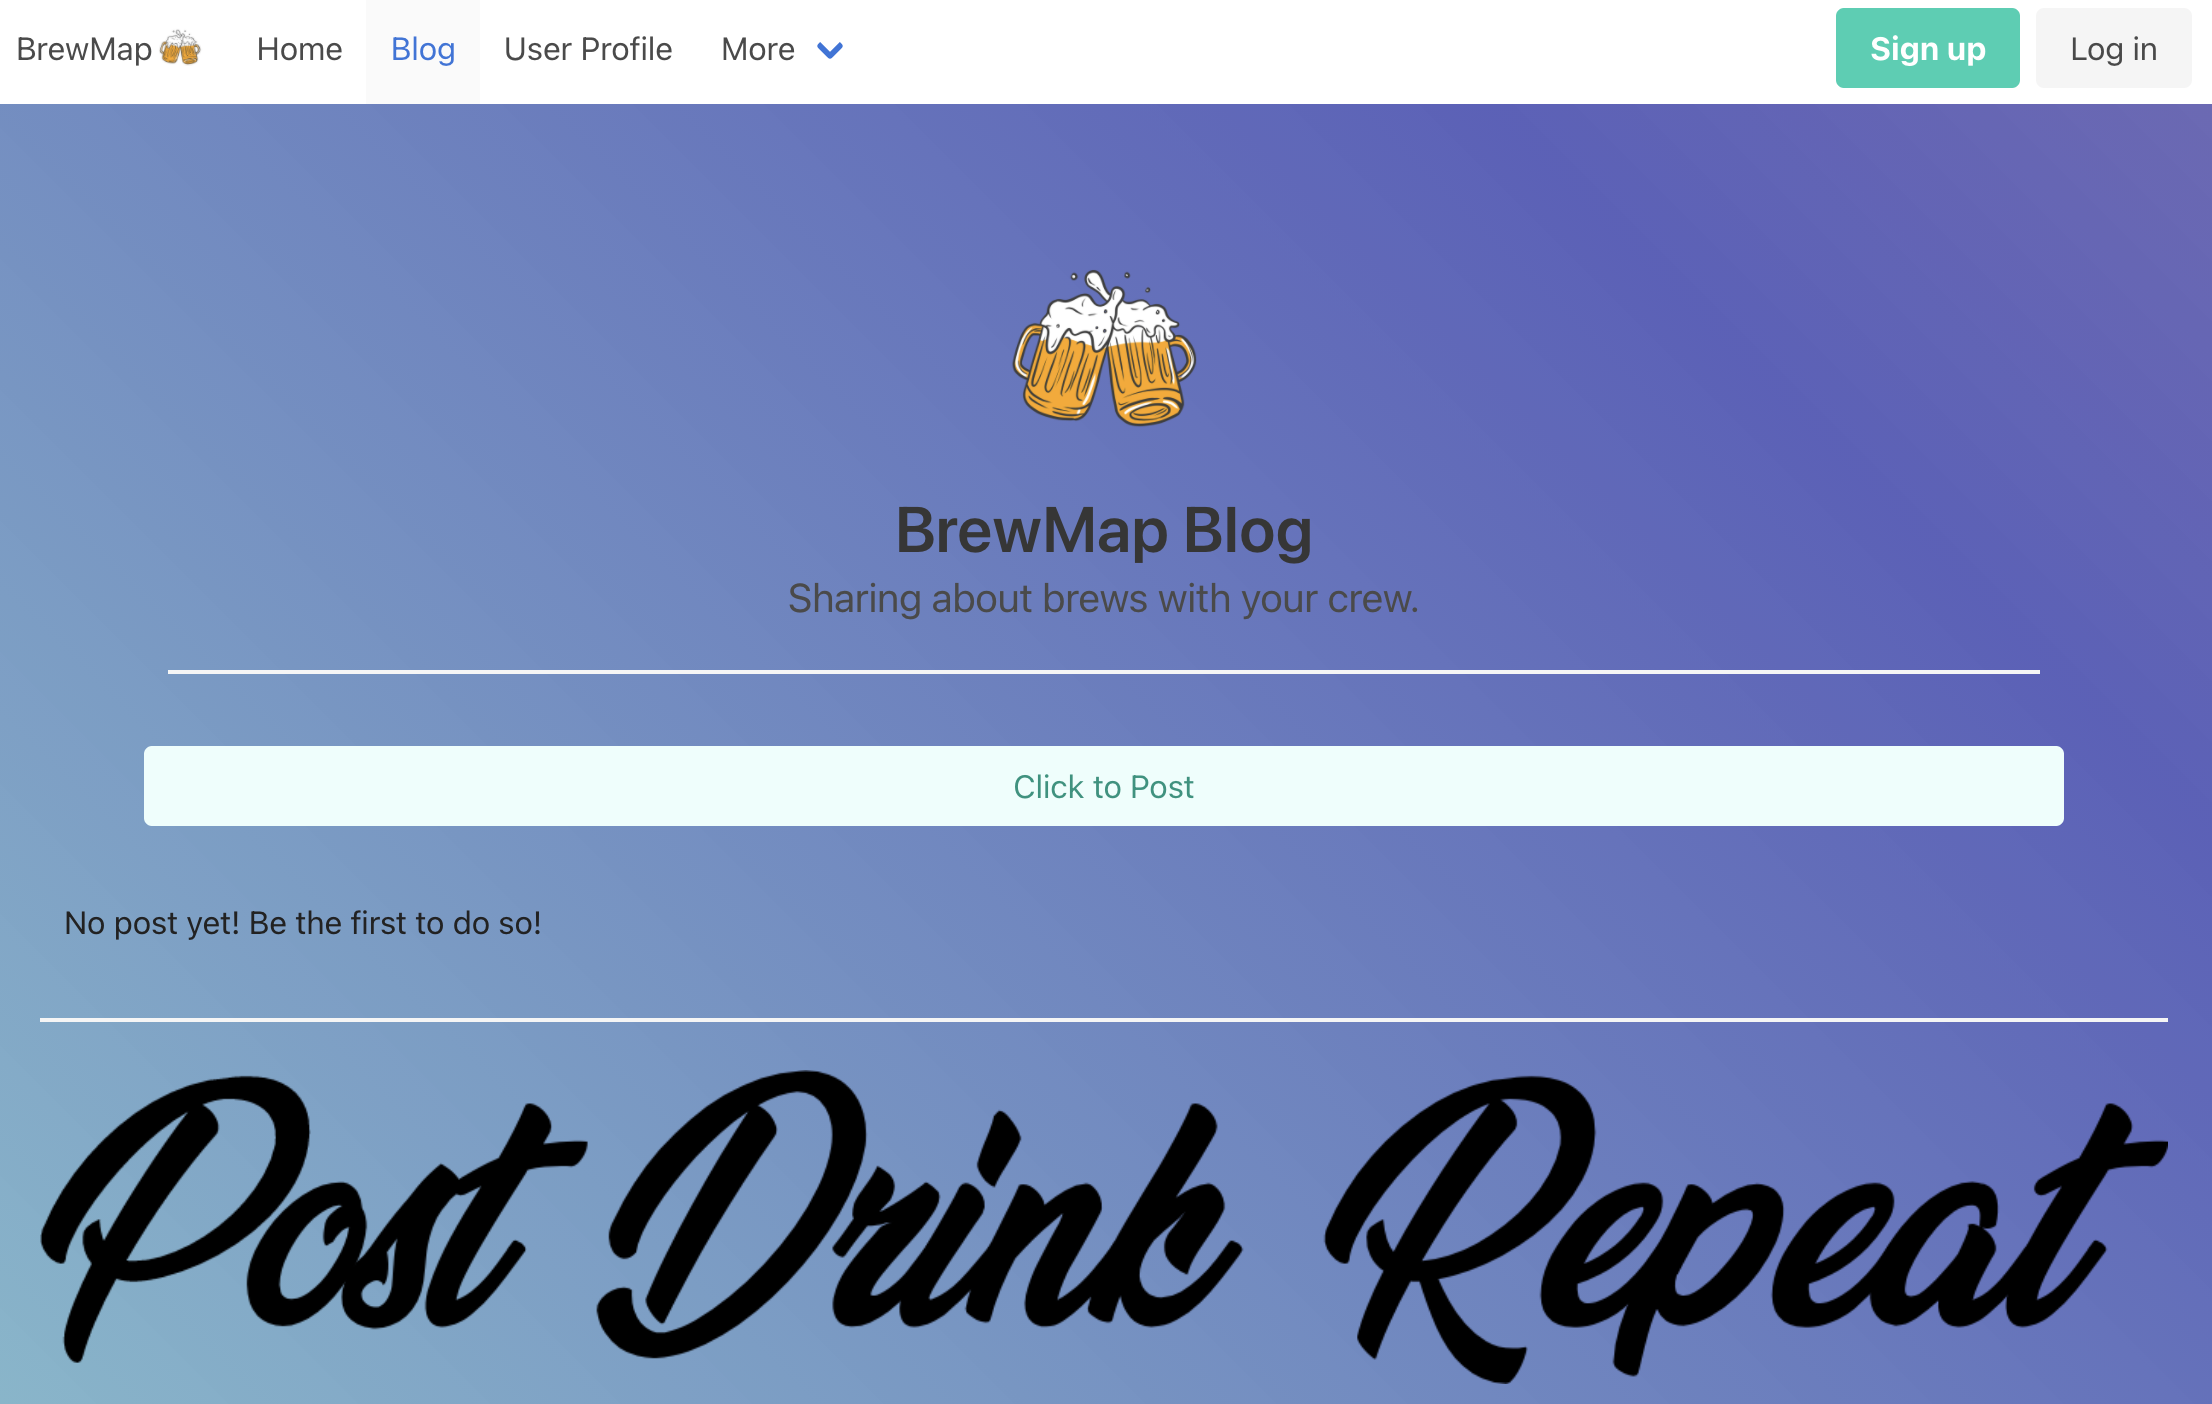 BrewMap Home Blog User Profile More Sign up Log in
BrewMap Blog
Sharing about brews with your crew.
Click to Post
No post yet! Be the first to do so!
Post Drink Repeat